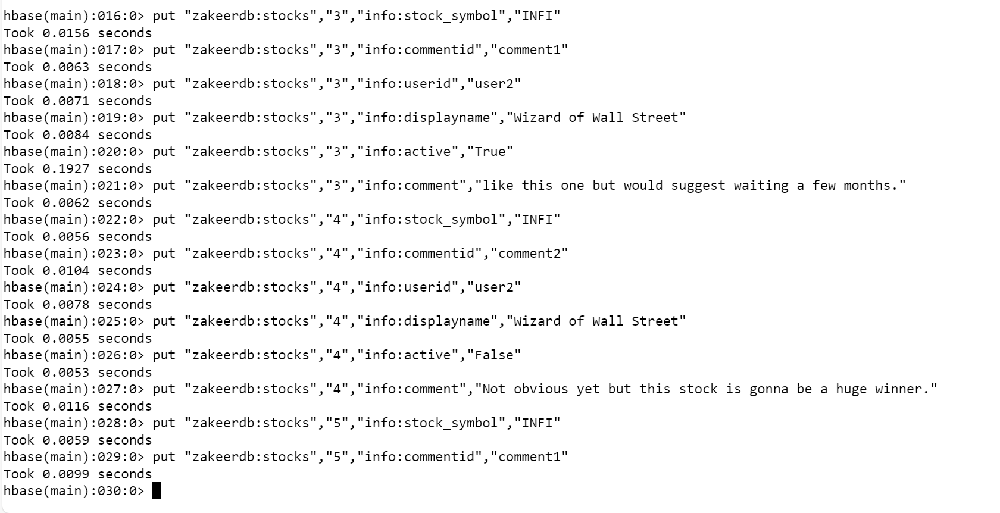 hbase(main):016:0> put "zakeerdb:stocks","3","info:stock_symbol","INFI"
Took 0.0156 seconds
hbase(main):017:0> put "zakeerdb:stocks","3","info:commentid","comment1"
Took 0.0063 seconds
hbase(main):018:0> put "zakeerdb:stocks","3","info:userid","user2"
Took 0.0071 seconds
hbase(main):019:0> put "zakeerdb:stocks","3","info:displayname","Wizard of Wall Street"
Took 0.0084 seconds
hbase(main):020:0> put "zakeerdb:stocks","3","info:active","True"
Took 0.1927 seconds
hbase(main):021:0> put "zakeerdb:stocks","3","info:comment","like this one but would suggest waiting a few months."
Took 0.0062 seconds
hbase(main):022:0> put "zakeerdb:stocks","4","info:stock_symbol","INFI"
Took 0.0056 seconds
hbase(main):023:0> put "zakeerdb:stocks","4","info:commentid","comment2"
Took 0.0104 seconds
hbase(main):024:0> put "zakeerdb:stocks","4","info:userid","user2"
Took 0.0078 seconds
hbase(main):025:0> put "zakeerdb:stocks","4","info:displayname","Wizard of Wall Street"
Took 0.0055 seconds
hbase(main):026:0> put "zakeerdb:stocks","4","info:active","False"
Took 0.0053 seconds
hbase(main):027:0> put "zakeerdb:stocks","4","info:comment","Not obvious yet but this stock is gonna be a huge winner."
Took 0.0116 seconds
hbase(main):028:0> put "zakeerdb:stocks","5","info:stock_symbol","INFI"
Took 0.0059 seconds
hbase(main):029:0> put "zakeerdb:stocks","5","info:commentid","comment1"
Took 0.0099 seconds
hbase(main):030:0>